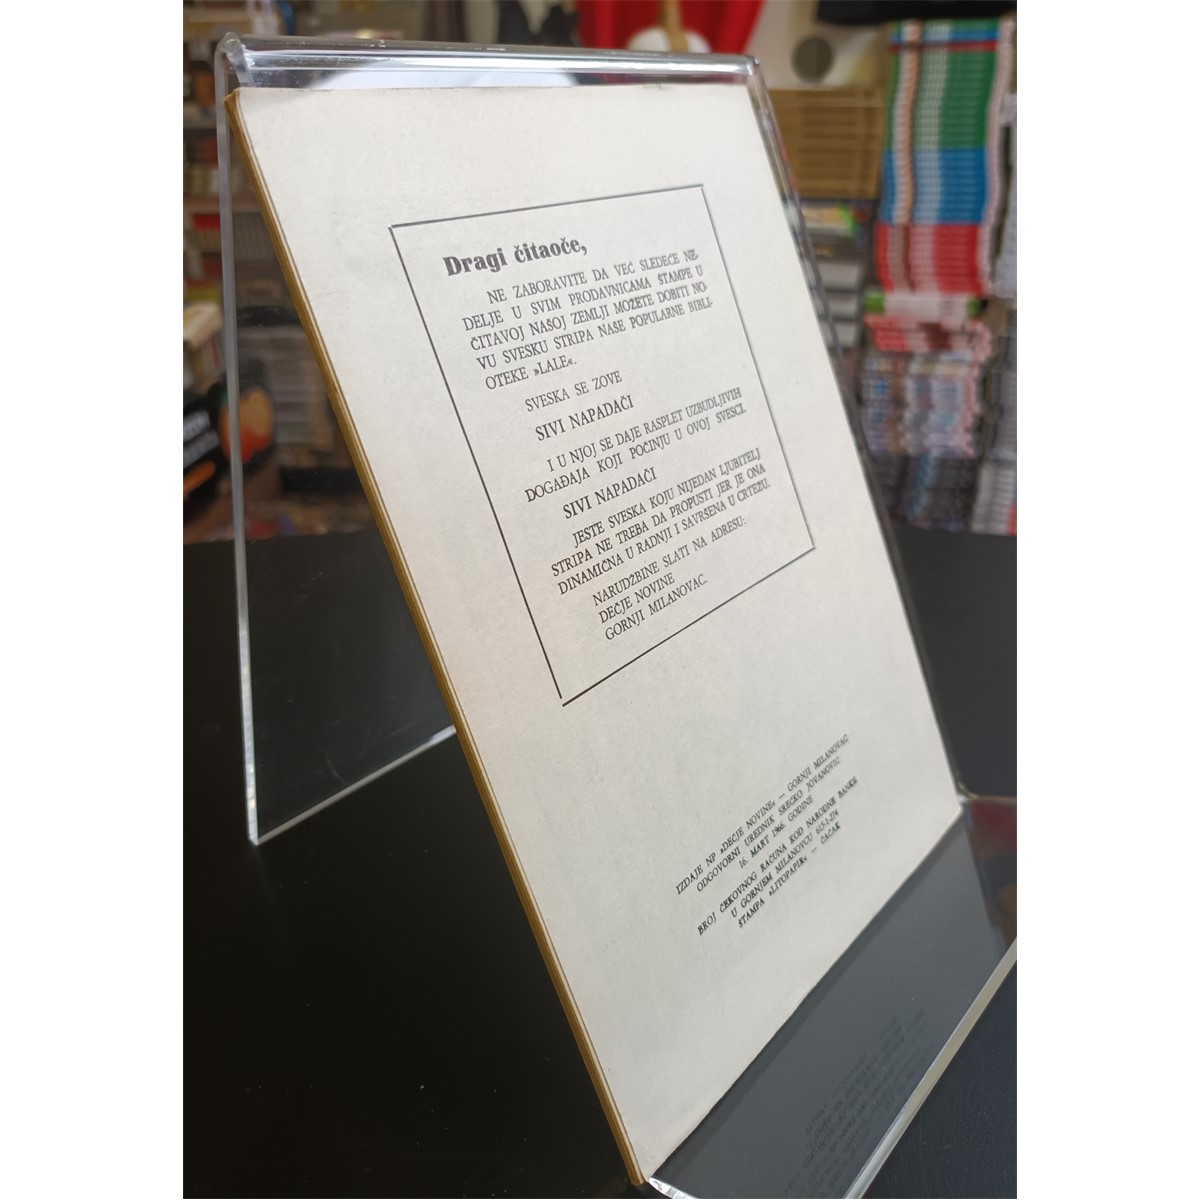 Dragi čitaoče,
NE ZABORAVITE DA VEĆ SLEDEĆE NE-
DELJE U SVIM PRODAVNICAMA ŠTAMPE U
ČITAVOJ NAŠOJ ZEMLJI MOŽETE DOBITI NO-
VU SVESKU STRIPA NAŠE POPULARNE BIBLI-
OTEKE »LALE«.
SVESKA SE ZOVE
SIVI NAPADAČI
I U NJOJ SE DAJE RASPLET UZBUDLJIVIH
DOGAĐAJA KOJI POČINJU U OVOJ SVESCI.
SIVI NAPADAČI
JESTE SVESKA KOJU NIJEDAN LJUBITELJ
STRIPA NE TREBA DA PROPUSTI JER JE ONA
DINAMIČNA U RADNJI I SAVRŠENA U CRTEŽU.
NARUDŽBINE SLATI NA ADRESU:
DEČJE NOVINE
GORNJI MILANOVAC.
IZDAJE NP »DEČJE NOVINE« — GORNJI MILANOVAC
ODGOVORNI UREDNIK SREĆKO JOVANOVIĆ
16. MART 1966. GODINE
BROJ ČEKOVNOG RAČUNA KOD NARODNE BANKE
U GORNJEM MILANOVCU 615-1-274
ŠTAMPA »LITOPAPIR« — ČAČAK